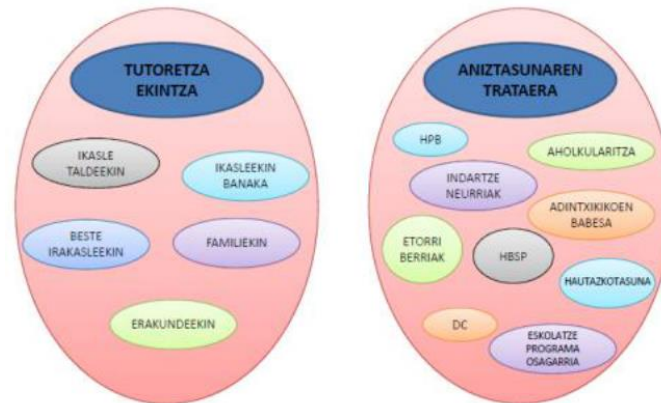 TUTORETZA
EKINTZA
IKASLE
TALDEEKIN
IKASLEEKIN
BANAKA
BESTE
IRAKASLEEKIN
FAMILIEKIN
ERAKUNDEEKIN
ANIZTASUNAREN
TRATAERA
HPB
AHOLKULARITZA
INDARTZE
NEURRIAK
ADINTXIKIKOEN
BABESA
ETORRI
BERRIAK
HBSP
HAUTAZKOTASUNA
DC
ESKOLATZE
PROGRAMA
OSAGARRIA